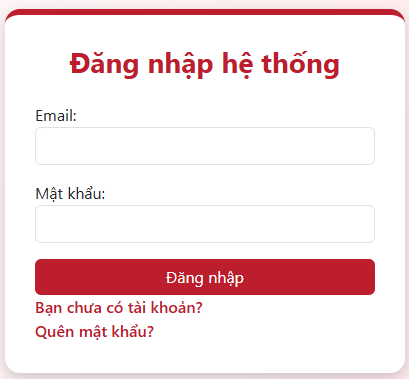 Đăng nhập hệ thống
Email:
Mật khẩu:
Đăng nhập
Bạn chưa có tài khoản?
Quên mật khẩu?